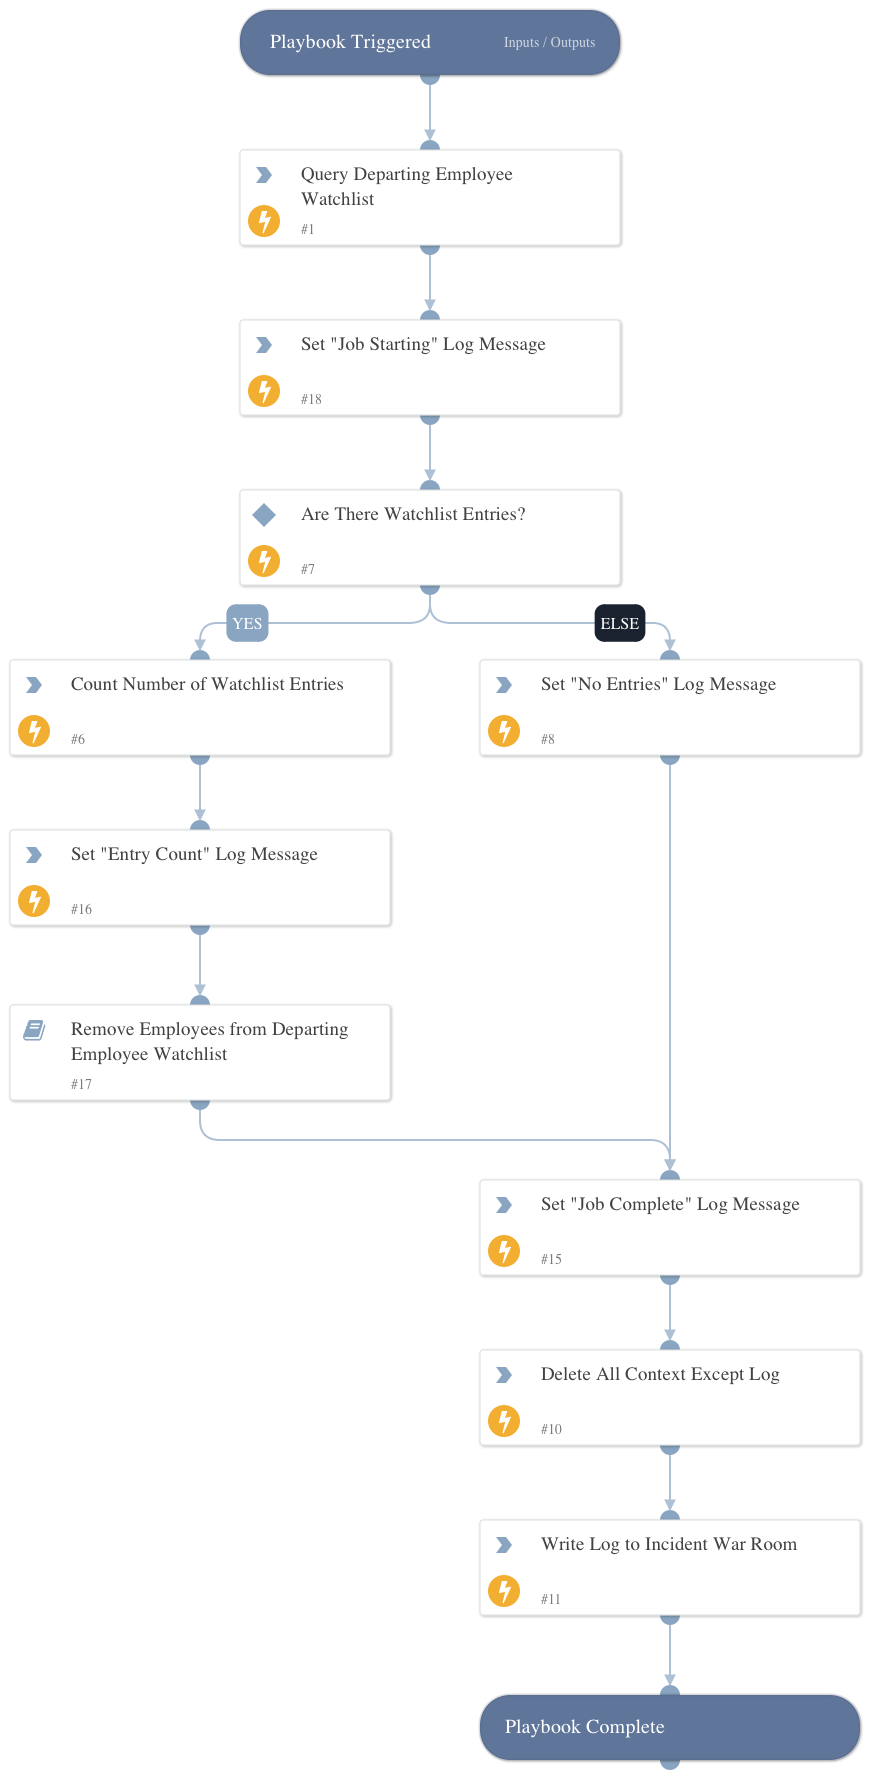 Playbook Triggered
Inputs / Outputs
Query Departing Employee
Watchlist
#1
Set "Job Starting" Log Message
#18
Are There Watchlist Entries?
#7
YES
ELSE
Count Number of Watchlist Entries
#6
Set "No Entries" Log Message
#8
Set "Entry Count" Log Message
#16
Remove Employees from Departing
Employee Watchlist
#17
Set "Job Complete" Log Message
#15
Delete All Context Except Log
#10
Write Log to Incident War Room
#11
Playbook Complete